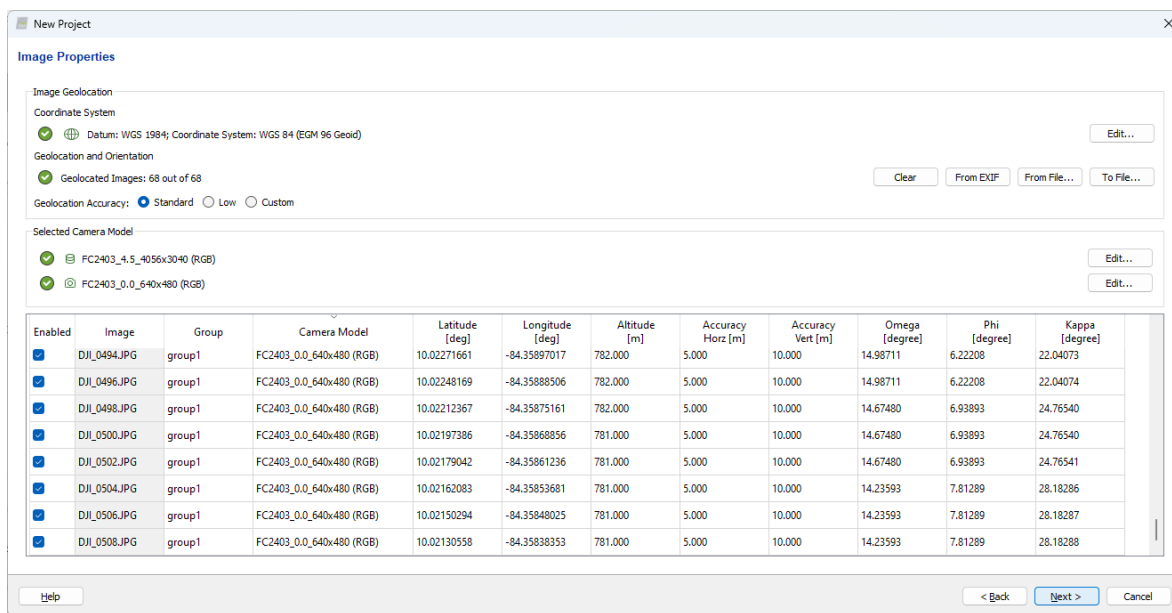 New Project
Image Properties
Image Geolocation
Coordinate System
Datum: WGS 1984; Coordinate System: WGS 84 (EGM 96 Geoid)
Edit...
Geolocation and Orientation
Geolocated Images: 68 out of 68
Clear
From EXIF
From File...
To File...
Geolocation Accuracy: Standard Low Custom
Selected Camera Model
FC2403_4.5_4056x3040 (RGB)
Edit...
FC2403_0.0_640x480 (RGB)
Edit...
Enabled Image Group Camera Model Latitude [deg] Longitude [deg] Altitude [m] Accuracy Horz [m] Accuracy Vert [m] Omega [degree] Phi [degree] Kappa [degree]
DJI_0494.JPG group1 FC2403_0.0_640x480 (RGB) 10.02271661 -84.35897017 782.000 5.000 10.000 14.98711 6.22208 22.04073
DJI_0496.JPG group1 FC2403_0.0_640x480 (RGB) 10.02248169 -84.35888506 782.000 5.000 10.000 14.98711 6.22208 22.04074
DJI_0498.JPG group1 FC2403_0.0_640x480 (RGB) 10.02212367 -84.35875161 782.000 5.000 10.000 14.67480 6.93893 24.76540
DJI_0500.JPG group1 FC2403_0.0_640x480 (RGB) 10.02197386 -84.35868856 781.000 5.000 10.000 14.67480 6.93893 24.76540
DJI_0502.JPG group1 FC2403_0.0_640x480 (RGB) 10.02179042 -84.35861236 781.000 5.000 10.000 14.67480 6.93893 24.76541
DJI_0504.JPG group1 FC2403_0.0_640x480 (RGB) 10.02162083 -84.35853681 781.000 5.000 10.000 14.23593 7.81289 28.18286
DJI_0506.JPG group1 FC2403_0.0_640x480 (RGB) 10.02150294 -84.35848025 781.000 5.000 10.000 14.23593 7.81289 28.18287
DJI_0508.JPG group1 FC2403_0.0_640x480 (RGB) 10.02130558 -84.35838353 781.000 5.000 10.000 14.23593 7.81289 28.18288
Help
< Back
Next >
Cancel